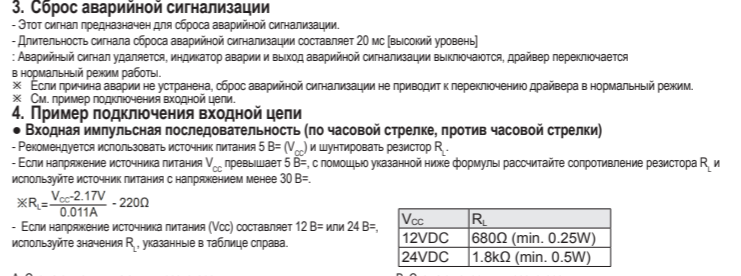 3. Сброс аварийной сигнализации
- Этот сигнал предназначен для сброса аварийной сигнализации.
- Длительность сигнала сброса аварийной сигнализации составляет 20 мс [высокий уровень]
: Аварийный сигнал удаляется, индикатор аварии и выход аварийной сигнализации выключаются, драйвер переключается
в нормальный режим работы.
※ Если причина аварии не устранена, сброс аварийной сигнализации не приводит к переключению драйвера в нормальный режим.
※ См. пример подключения входной цепи.
4. Пример подключения входной цепи
● Входная импульсная последовательность (по часовой стрелке, против часовой стрелки)
- Рекомендуется использовать источник питания 5 В= (Vcc) и шунтировать резистор RL.
- Если напряжение источника питания Vcc превышает 5 В=, с помощью указанной ниже формулы рассчитайте сопротивление резистора RL и
используйте источник питания с напряжением менее 30 В=.
※RL= Vcc-2.17V / 0.011A - 220Ω
- Если напряжение источника питания (Vcc) составляет 12 В= или 24 В=,
используйте значения RL, указанные в таблице справа.
Vcc RL
12VDC 680Ω (min. 0.25W)
24VDC 1.8kΩ (min. 0.5W)